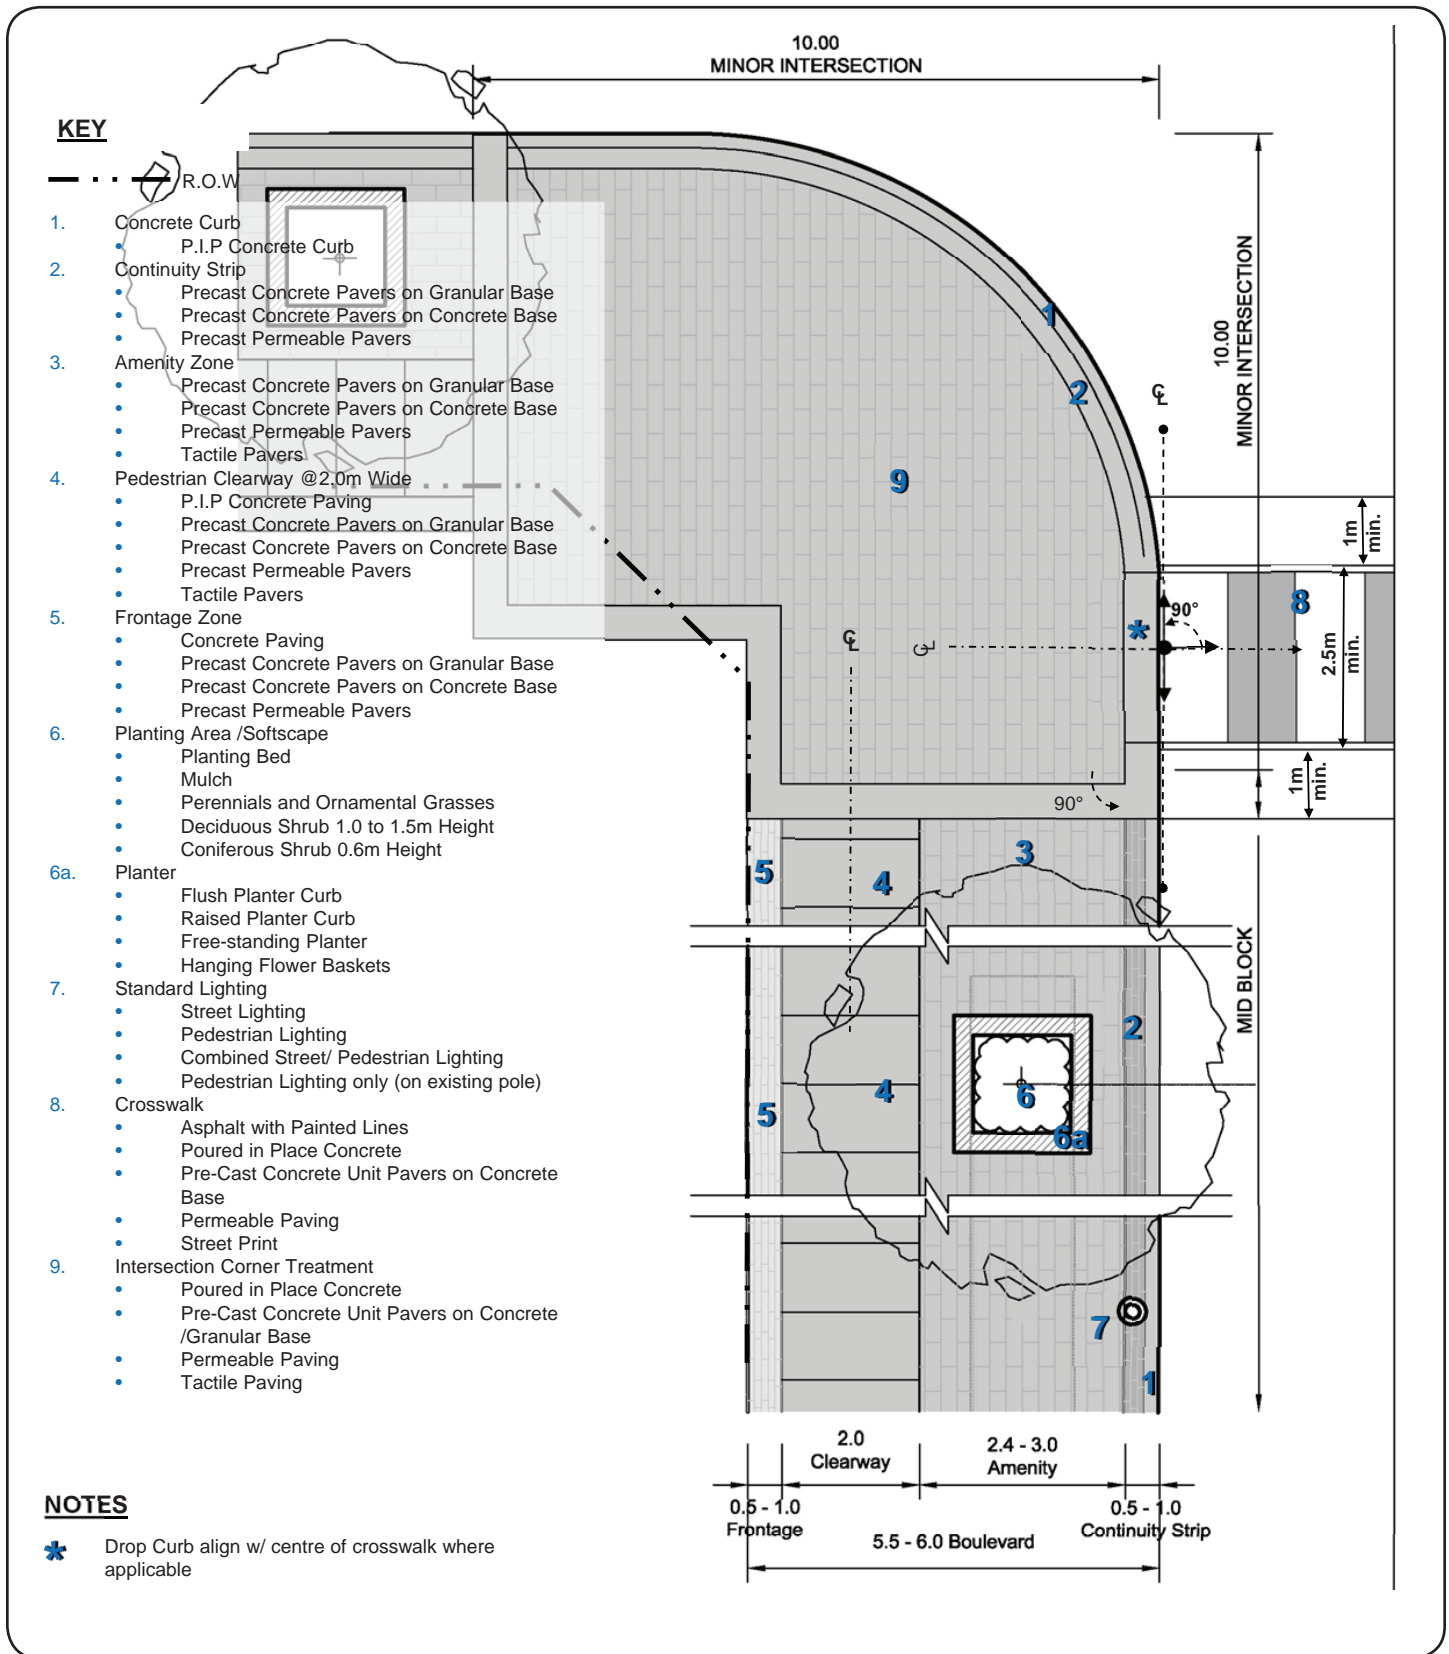 10.00
MINOR INTERSECTION
KEY
R.O.W
1. Concrete Curb
• P.I.P Concrete Curb
2. Continuity Strip
• Precast Concrete Pavers on Granular Base
• Precast Concrete Pavers on Concrete Base
• Precast Permeable Pavers
3. Amenity Zone
• Precast Concrete Pavers on Granular Base
• Precast Concrete Pavers on Concrete Base
• Precast Permeable Pavers
• Tactile Pavers
4. Pedestrian Clearway @2.0m Wide
• P.I.P Concrete Paving
• Precast Concrete Pavers on Granular Base
• Precast Concrete Pavers on Concrete Base
• Precast Permeable Pavers
• Tactile Pavers
5. Frontage Zone
• Concrete Paving
• Precast Concrete Pavers on Granular Base
• Precast Concrete Pavers on Concrete Base
• Precast Permeable Pavers
6. Planting Area /Softscape
• Planting Bed
• Mulch
• Perennials and Ornamental Grasses
• Deciduous Shrub 1.0 to 1.5m Height
• Coniferous Shrub 0.6m Height
6a. Planter
• Flush Planter Curb
• Raised Planter Curb
• Free-standing Planter
• Hanging Flower Baskets
7. Standard Lighting
• Street Lighting
• Pedestrian Lighting
• Combined Street/ Pedestrian Lighting
• Pedestrian Lighting only (on existing pole)
8. Crosswalk
• Asphalt with Painted Lines
• Poured in Place Concrete
• Pre-Cast Concrete Unit Pavers on Concrete
Base
• Permeable Paving
• Street Print
9. Intersection Corner Treatment
• Poured in Place Concrete
• Pre-Cast Concrete Unit Pavers on Concrete
/Granular Base
• Permeable Paving
• Tactile Paving
NOTES
* Drop Curb align w/ centre of crosswalk where
applicable
1
2
9
10.00
MINOR INTERSECTION
℄
1m
min.
8
*
90°
2.5m
min.
℄
℄
1m
min.
90°
3
5
4
2
MID BLOCK
6
4
5
6a
7
1
2.0
Clearway
2.4 - 3.0
Amenity
0.5 - 1.0
Frontage
0.5 - 1.0
Continuity Strip
5.5 - 6.0 Boulevard